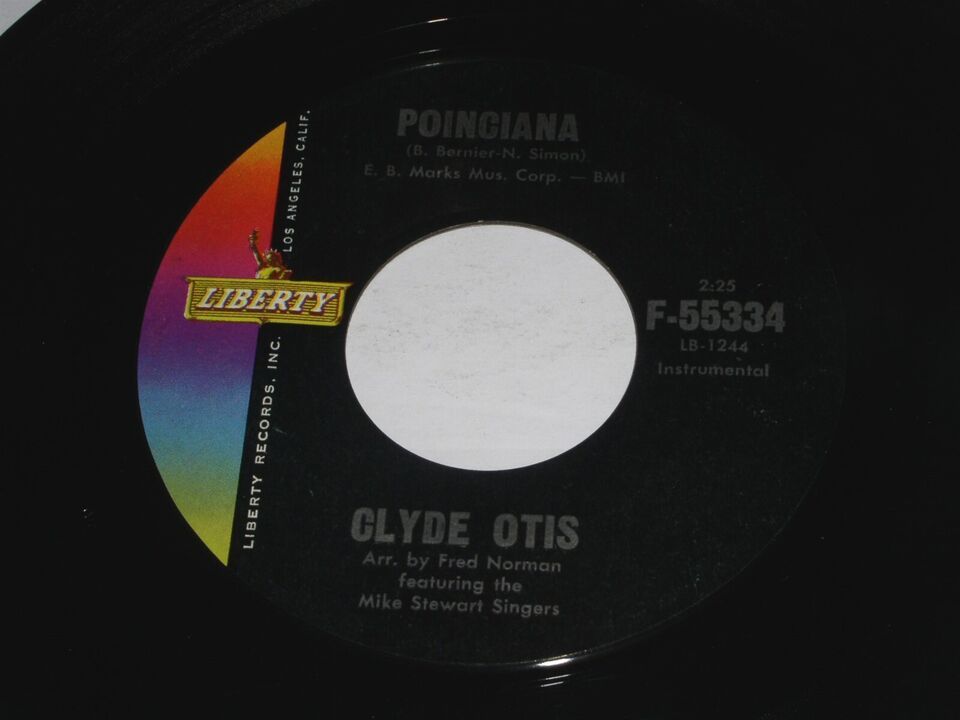 POINCIANA
(B. Bernier-N. Simon)
E. B. Marks Mus. Corp. — BMI
LIBERTY RECORDS, INC. LOS ANGELES, CALIF.
LIBERTY
2:25
F-55334
LB-1244
Instrumental
CLYDE OTIS
Arr. by Fred Norman
featuring the
Mike Stewart Singers